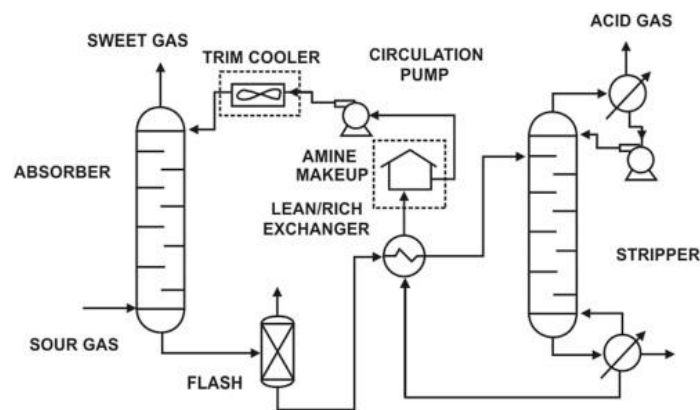 ACID GAS
SWEET GAS
TRIM COOLER
CIRCULATION
PUMP
ABSORBER
AMINE
MAKEUP
LEAN/RICH
EXCHANGER
STRIPPER
SOUR GAS
FLASH